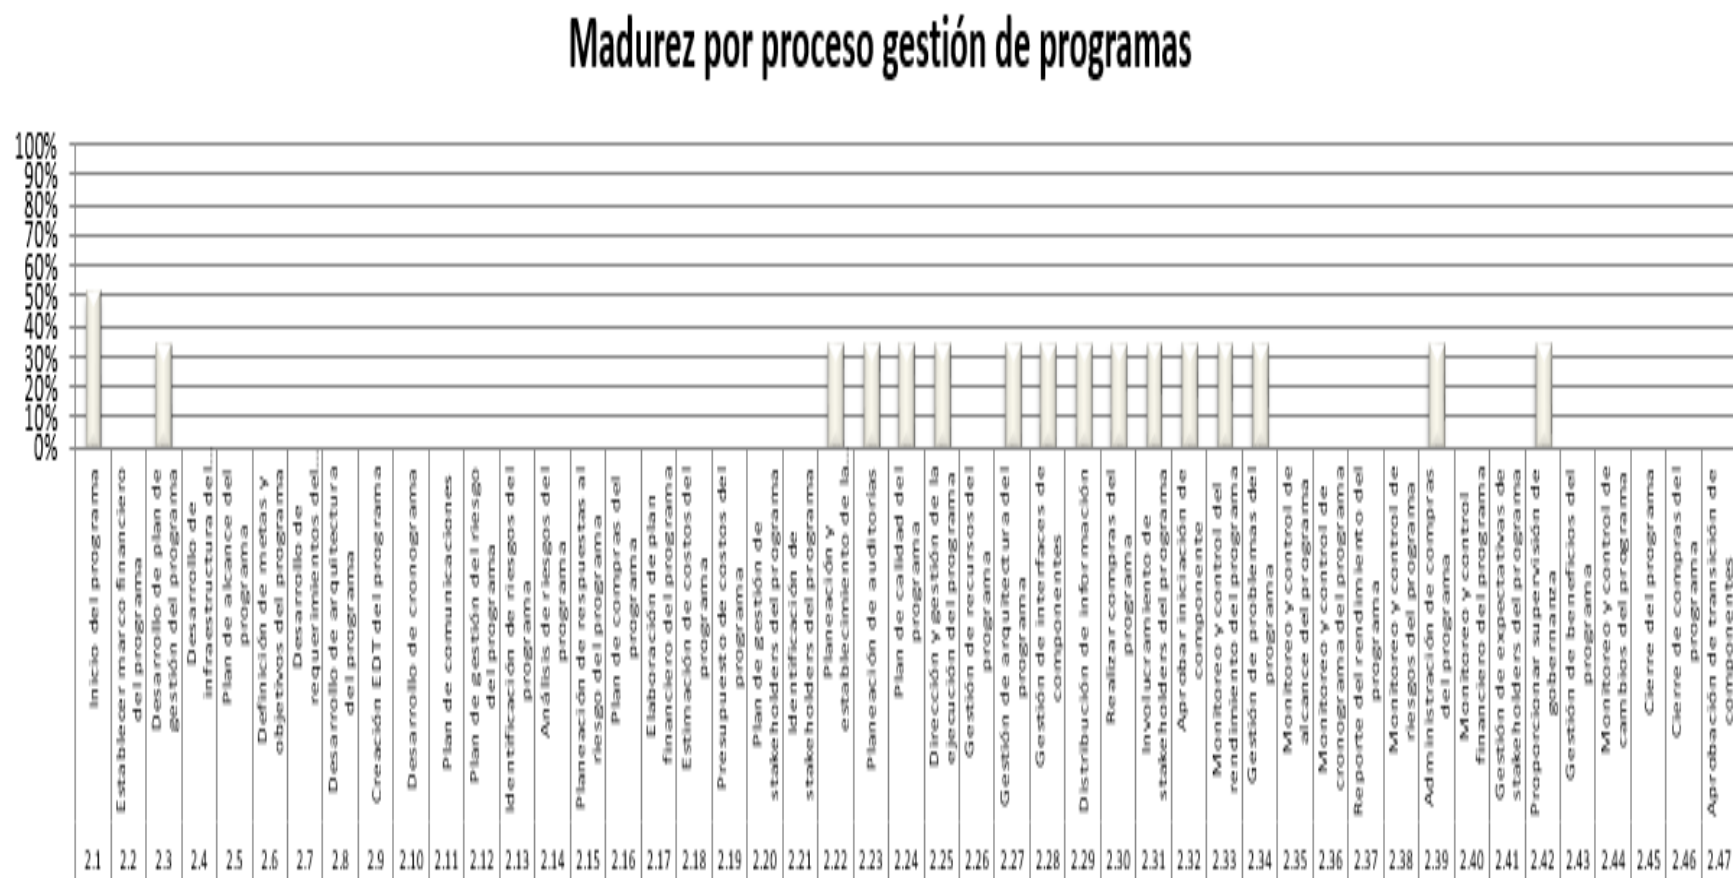 Madurez por proceso gestión de programas
100%
90%
80%
70%
60%
50%
40%
30%
20%
10%
0%
Inicio del programa
Establecer marco financiero
del programa
Desarrollo de plan de
gestión del programa
Desarrollo de
infraestructura del...
Plan de alcance del
programa
Definición de metas y
objetivos del programa
Desarrollo de
requerimientos del...
Desarrollo de arquitectura
del programa
Creación EDT del programa
Desarrollo de cronograma
Plan de comunicaciones
Plan de gestión del riesgo
del programa
Identificación de riesgos del
programa
Análisis de riesgos del
programa
Planeación de respuestas al
riesgo del programa
Plan de compras del
programa
Elaboración de plan
financiero del programa
Estimación de costos del
programa
Presupuesto de costos del
programa
Plan de gestión de
stakeholders del programa
Identificación de
stakeholders del programa
Planeación y
establecimiento de la...
Planeación de auditorías
Plan de calidad del
programa
Dirección y gestión de la
ejecución del programa
Gestión de recursos del
programa
Gestión de arquitectura del
programa
Gestión de interfaces de
componentes
Distribución de información
Realizar compras del
programa
Involucramiento de
stakeholders del programa
Aprobar iniciación de
componente
Monitoreo y control del
rendimiento del programa
Gestión de problemas del
programa
Monitoreo y control de
alcance del programa
Monitoreo y control de
cronograma del programa
Reporte del rendimiento del
programa
Monitoreo y control de
riesgos del programa
Administración de compras
del programa
Monitoreo y control
financiero del programa
Gestión de expectativas de
stakeholders del programa
Proporcionar supervisión de
gobernanza
Gestión de beneficios del
programa
Monitoreo y control de
cambios del programa
Cierre del programa
Cierre de compras del
programa
Aprobación de transición de
componentes
2.1 2.2 2.3 2.4 2.5 2.6 2.7 2.8 2.9 2.10 2.11 2.12 2.13 2.14 2.15 2.16 2.17 2.18 2.19 2.20 2.21 2.22 2.23 2.24 2.25 2.26 2.27 2.28 2.29 2.30 2.31 2.32 2.33 2.34 2.35 2.36 2.37 2.38 2.39 2.40 2.41 2.42 2.43 2.44 2.45 2.46 2.47